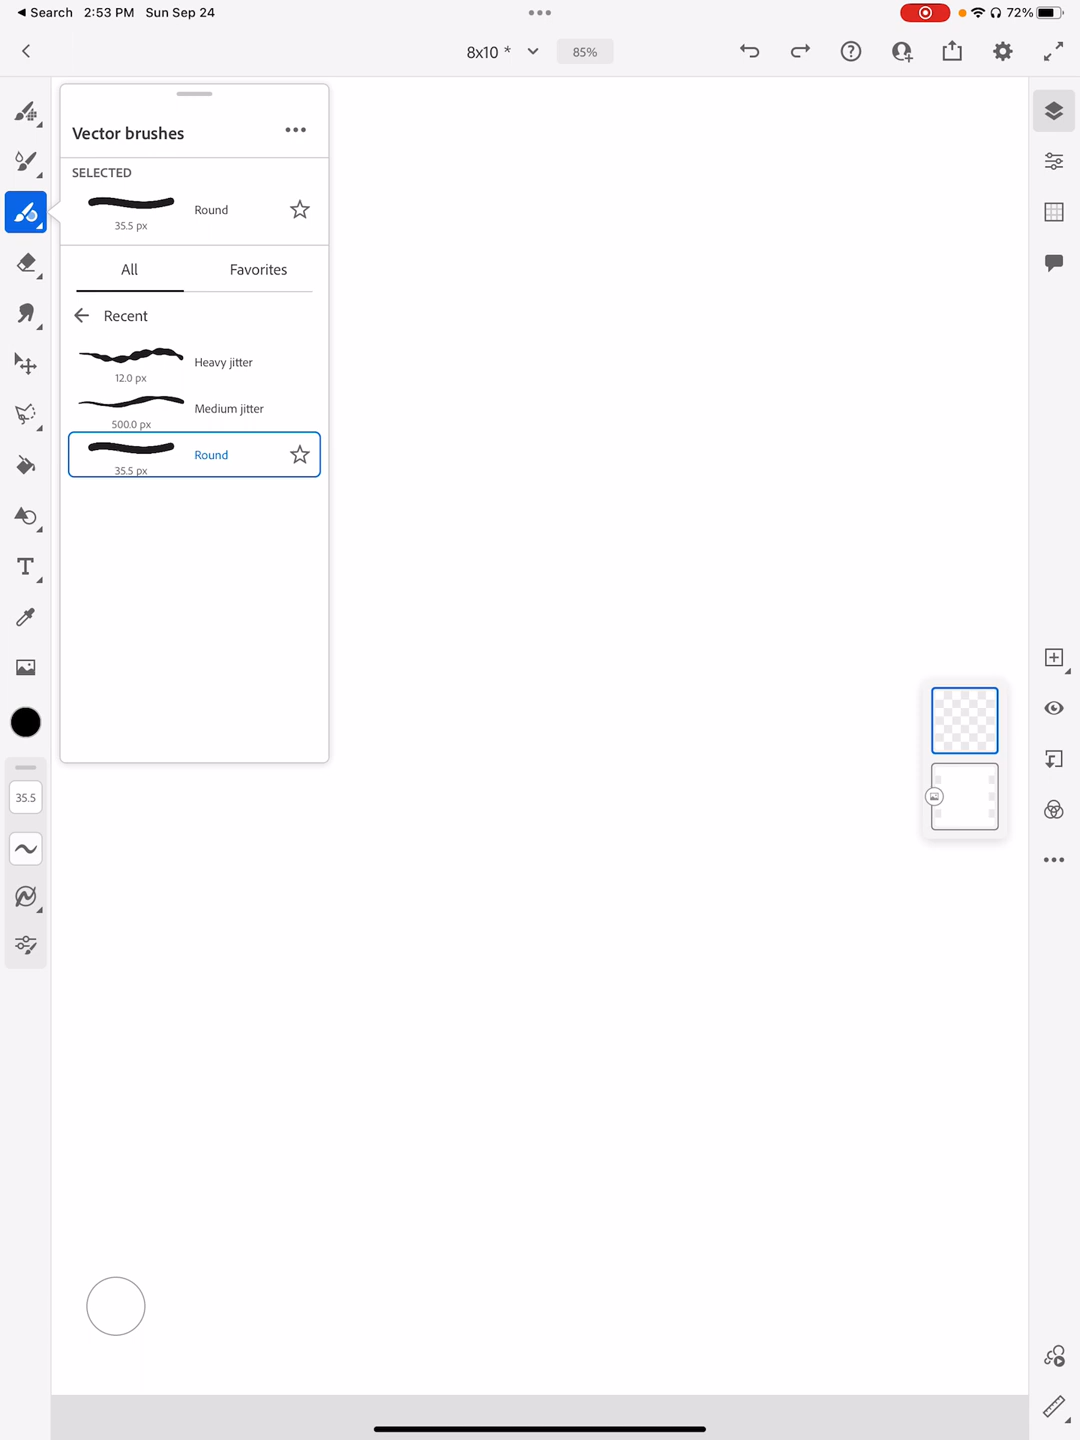 Search 2:53 PM Sun Sep 24 72%
8x10 * 85%
Vector brushes
SELECTED
Round
35.5 px
All Favorites
Recent
Heavy jitter
12.0 px
Medium jitter
500.0 px
Round
35.5 px
T
35.5